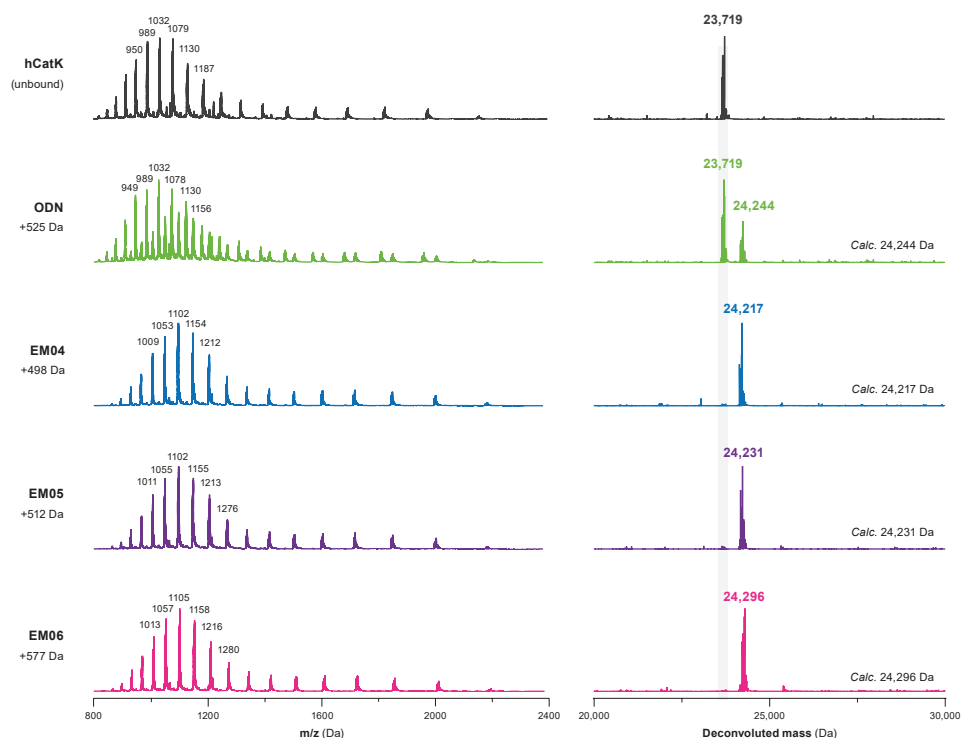 hCatK
(unbound)
950
989
1032
1079
1130
1187
23,719
ODN
+525 Da
949
989
1032
1078
1130
1156
23,719
24,244
Calc. 24,244 Da
EM04
+498 Da
1009
1053
1102
1154
1212
24,217
Calc. 24,217 Da
EM05
+512 Da
1011
1055
1102
1155
1213
1276
24,231
Calc. 24,231 Da
EM06
+577 Da
1013
1057
1105
1158
1216
1280
24,296
Calc. 24,296 Da
800 1200 1600 2000 2400
m/z (Da)
20,000 25,000 30,000
Deconvoluted mass (Da)